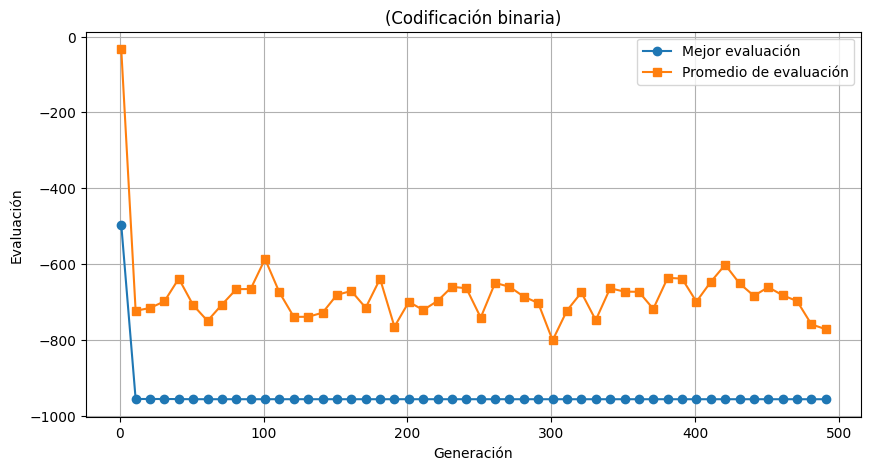 (Codificación binaria)
Mejor evaluación
Promedio de evaluación
Evaluación
0
−200
−400
−600
−800
−1000
0
100
200
300
400
500
Generación